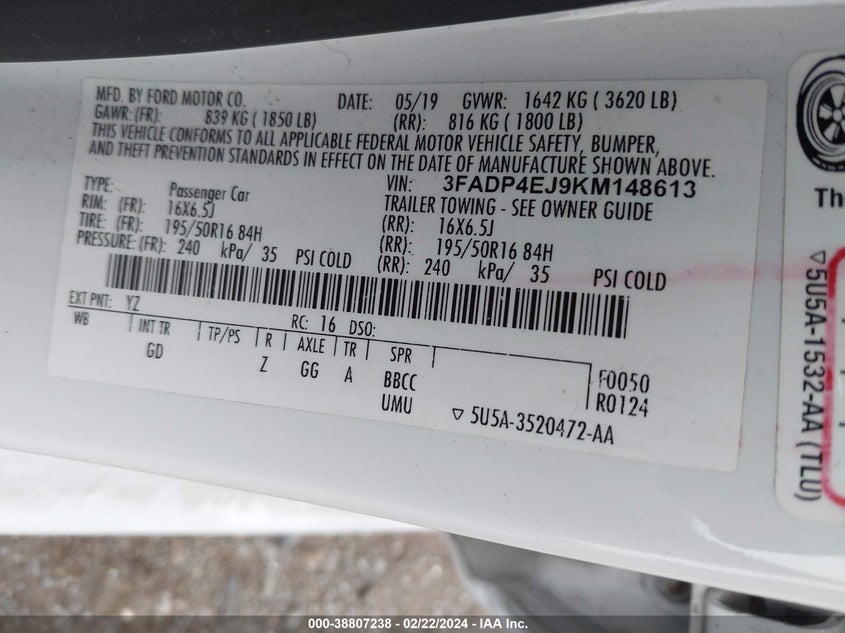 MFD. BY FORD MOTOR CO. DATE: 05/19 GVWR: 1642 KG ( 3620 LB)
GAWR:(FR): 839 KG ( 1850 LB) (RR): 816 KG ( 1800 LB)
THIS VEHICLE CONFORMS TO ALL APPLICABLE FEDERAL MOTOR VEHICLE SAFETY, BUMPER,
AND THEFT PREVENTION STANDARDS IN EFFECT ON THE DATE OF MANUFACTURE SHOWN ABOVE.
VIN: 3FADP4EJ9KM148613
TYPE: Passenger Car TRAILER TOWING - SEE OWNER GUIDE
RIM: (FR): 16X6.5J (RR): 16X6.5J
TIRE: (FR): 195/50R16 84H (RR): 195/50R16 84H
PRESSURE: (FR): 240 kPa/ 35 PSI COLD (RR): 240 kPa/ 35 PSI COLD
EXT PNT: YZ RC: 16 DSO:
WB INT TR TP/PS R AXLE TR SPR
GD Z GG A BBCC
UMU
F0050
R0124
▽ 5U5A-3520472-AA
Th
▽ 5U5A-1532-AA (TLU)
000-38807238 - 02/22/2024 - IAA Inc.